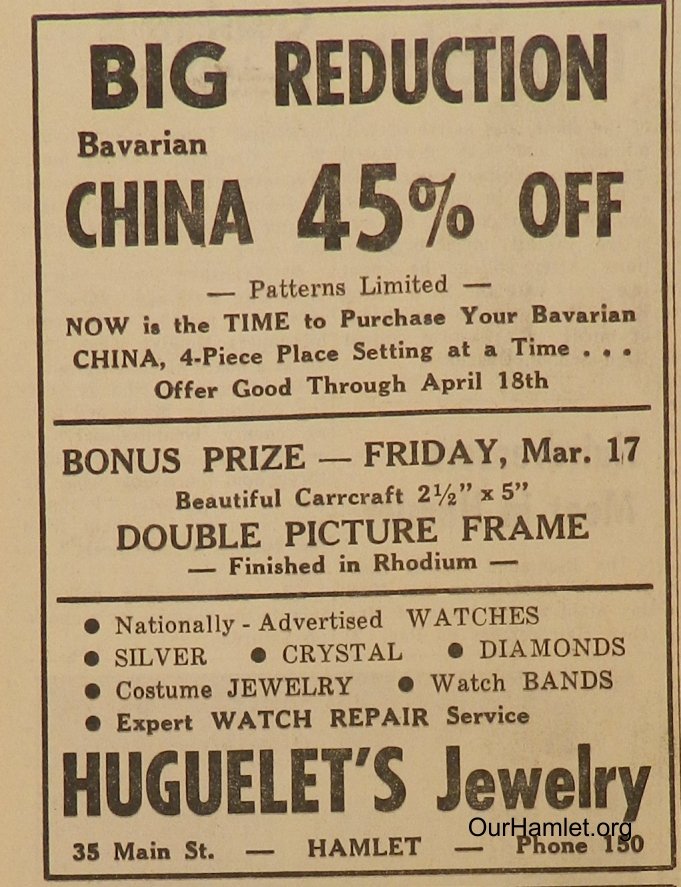 BIG REDUCTION
Bavarian
CHINA 45% OFF
— Patterns Limited —
NOW is the TIME to Purchase Your Bavarian
CHINA, 4-Piece Place Setting at a Time . . .
Offer Good Through April 18th
BONUS PRIZE — FRIDAY, Mar. 17
Beautiful Carrcraft 2½” x 5”
DOUBLE PICTURE FRAME
— Finished in Rhodium —
● Nationally - Advertised WATCHES
● SILVER ● CRYSTAL ● DIAMONDS
● Costume JEWELRY ● Watch BANDS
● Expert WATCH REPAIR Service
HUGUELET'S Jewelry
OurHamlet.org
35 Main St. — HAMLET — Phone 150